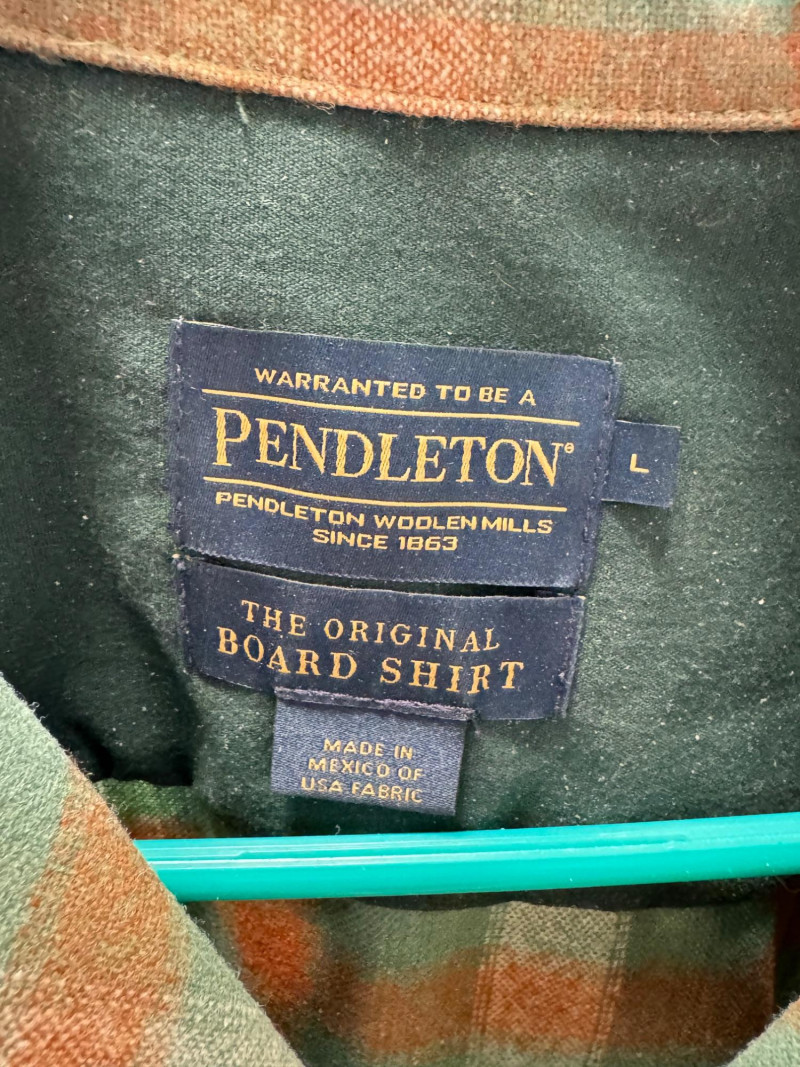 WARRANTED TO BE A
PENDLETON®
L
PENDLETON WOOLEN MILLS
SINCE 1863
THE ORIGINAL
BOARD SHIRT
MADE IN
MEXICO OF
USA FABRIC